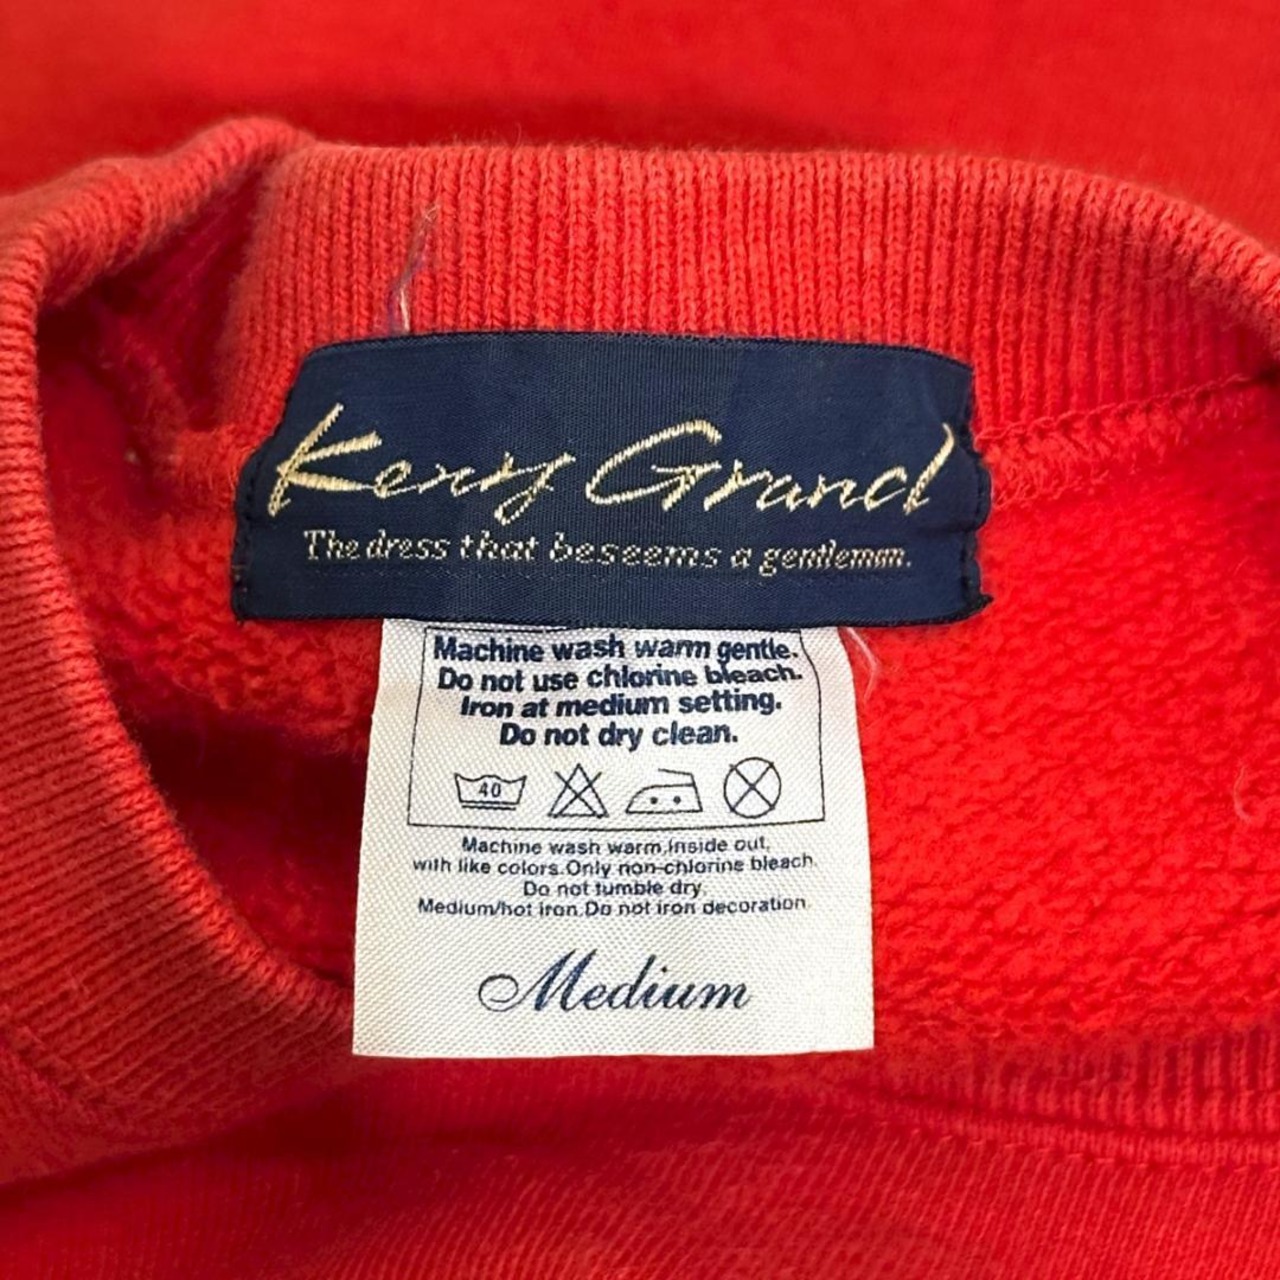 Kerry Grand
The dress that beseems a gentleman.
Machine wash warm gentle.
Do not use chlorine bleach.
Iron at medium setting.
Do not dry clean.
40
Machine wash warm.Inside out,
with like colors.Only non-chlorine bleach.
Do not tumble dry.
Medium/hot iron.Do not iron decoration.
Medium